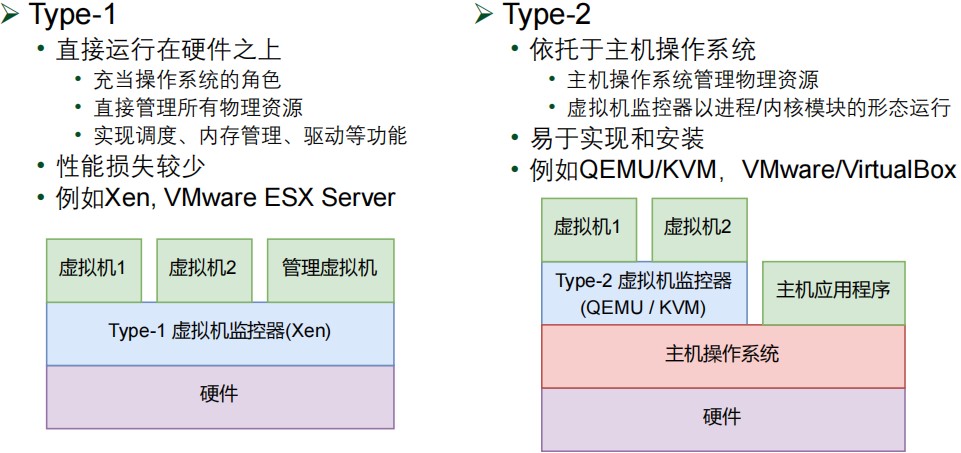 Type-1
直接运行在硬件之上
充当操作系统的角色
直接管理所有物理资源
实现调度、内存管理、驱动等功能
性能损失较少
例如Xen, VMware ESX Server
虚拟机1
虚拟机2
管理虚拟机
Type-1 虚拟机监控器(Xen)
硬件
Type-2
依托于主机操作系统
主机操作系统管理物理资源
虚拟机监控器以进程/内核模块的形态运行
易于实现和安装
例如QEMU/KVM，VMware/VirtualBox
虚拟机1
虚拟机2
Type-2 虚拟机监控器
(QEMU / KVM)
主机应用程序
主机操作系统
硬件